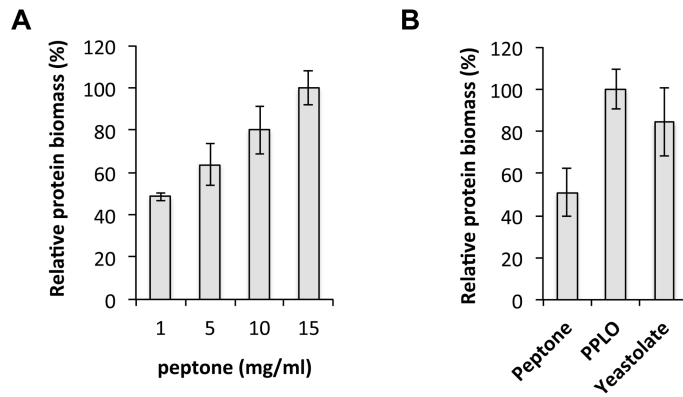 A
Relative protein biomass (%)
120
100
80
60
40
20
0
1 5 10 15
peptone (mg/ml)
B
Relative protein biomass (%)
120
100
80
60
40
20
0
Peptone
PPLO
Yeastolate